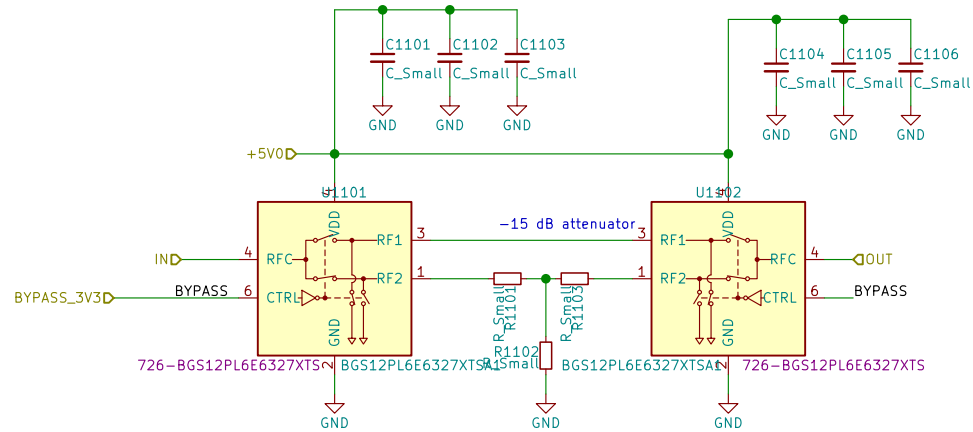 C1101
C_Small
C1102
C_Small
C1103
C_Small
GND
GND
GND
C1104
C_Small
C1105
C_Small
C1106
C_Small
GND
GND
GND
+5V0
U1101
VDD
4
RFC
IN
6
CTRL
BYPASS
BYPASS_3V3
RF1
3
RF2
1
GND
2
726-BGS12PL6E6327XTS
BGS12PL6E6327XTSA1
GND
-15 dB attenuator
R1101
R_Small
R1103
R_Small
R1102
R_Small
GND
U1102
VDD
3
RF1
1
RF2
RFC
4
OUT
CTRL
6
BYPASS
GND
2
BGS12PL6E6327XTSA1
726-BGS12PL6E6327XTS
GND